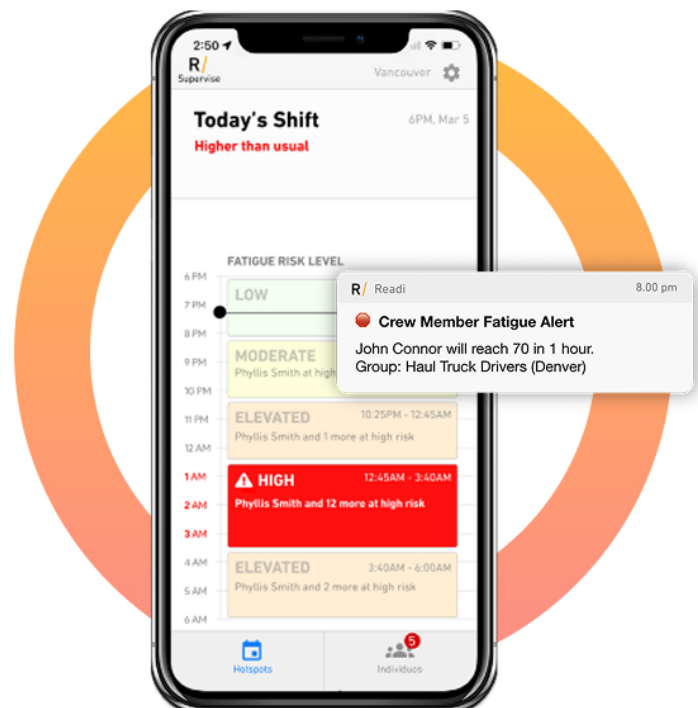 2:50
R/
Supervise
Vancouver
Today's Shift
6PM, Mar 5
Higher than usual
FATIGUE RISK LEVEL
6 PM
LOW
7 PM
8 PM
MODERATE
9 PM
Phyllis Smith at high
10 PM
11 PM
ELEVATED
10:25PM - 12:45AM
Phyllis Smith and 1 more at high risk
12 AM
1 AM
HIGH
12:45AM - 3:40AM
2 AM
Phyllis Smith and 12 more at high risk
3 AM
4 AM
ELEVATED
3:40AM - 6:00AM
5 AM
Phyllis Smith and 2 more at high risk
6 AM
Hotspots
5
Individuos
R/ Readi
8.00 pm
Crew Member Fatigue Alert
John Connor will reach 70 in 1 hour.
Group: Haul Truck Drivers (Denver)